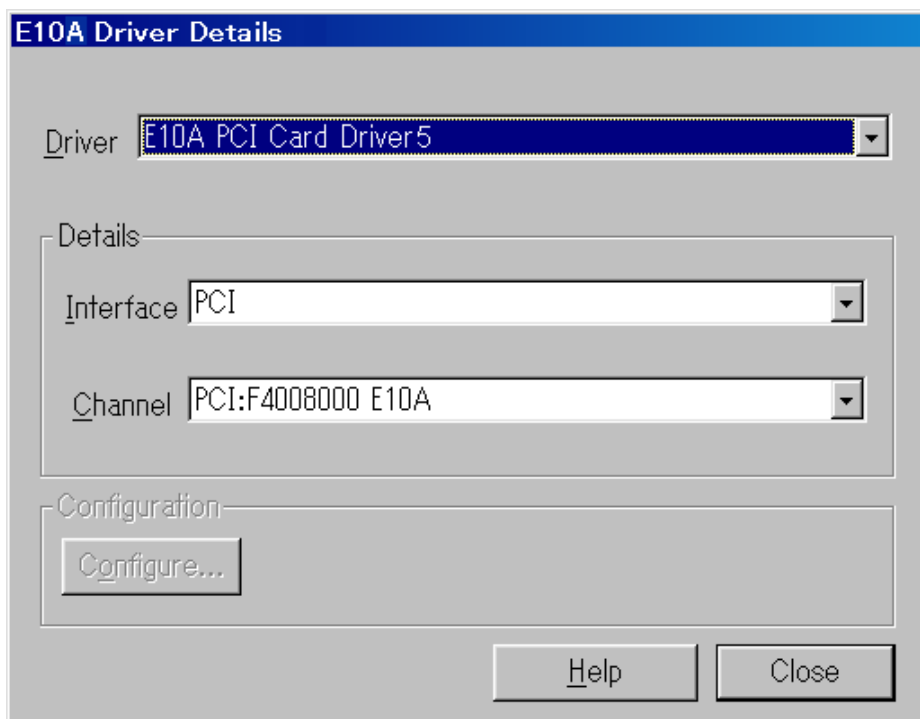 E10A Driver Details
Driver E10A PCI Card Driver5
Details
Interface PCI
Channel PCI:F4008000 E10A
Configuration
Configure...
Help Close